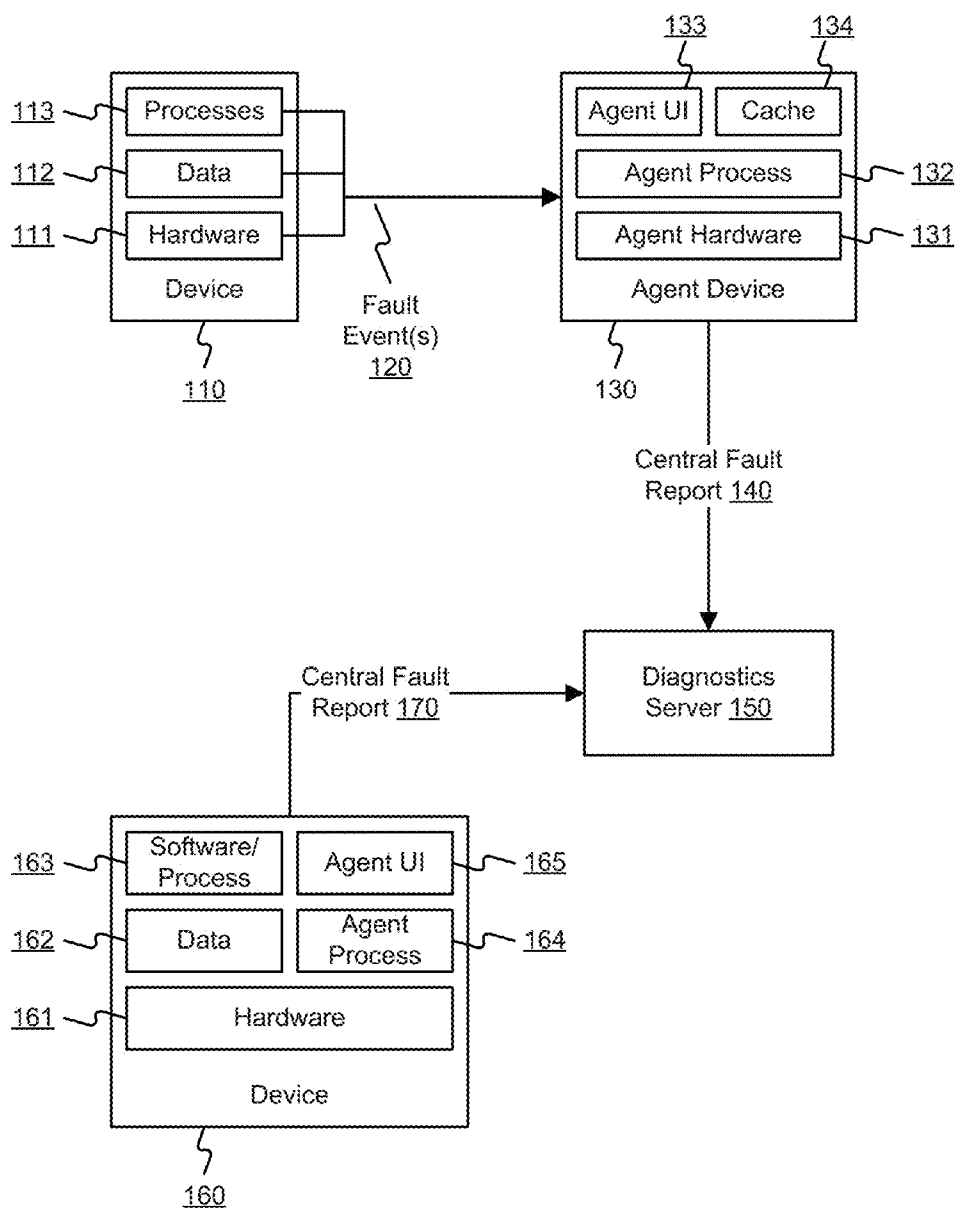 133
134
113
Processes
Agent UI
Cache
112
Data
Agent Process
132
111
Hardware
Agent Hardware
131
Device
Agent Device
Fault
Event(s)
120
110
130
Central Fault
Report 140
Central Fault
Report 170
Diagnostics
Server 150
163
Software/
Process
Agent UI
165
162
Data
Agent
Process
164
161
Hardware
Device
160